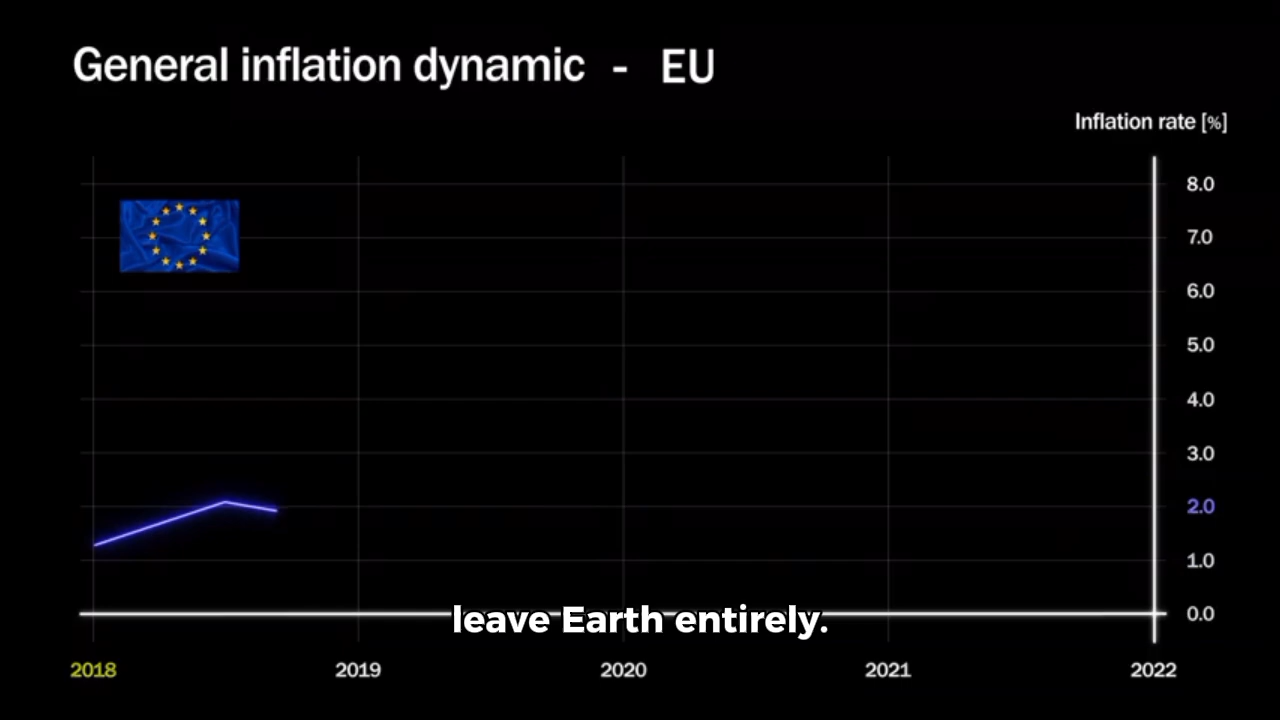 General inflation dynamic - EU
Inflation rate [%]
8.0
7.0
6.0
5.0
4.0
3.0
2.0
1.0
0.0
leave Earth entirely.
2018 2019 2020 2021 2022